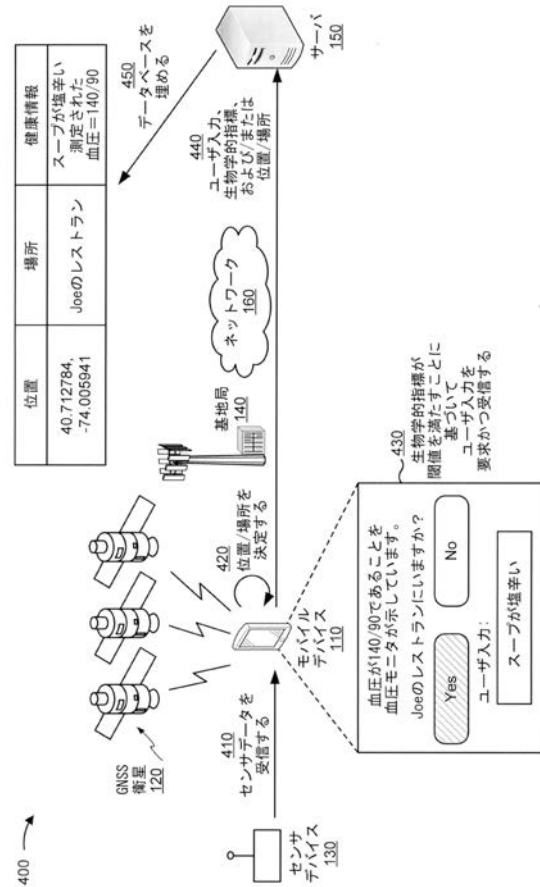 400
位置
場所
健康情報
40.712784,
-74.005941
Joeのレストラン
スープが塩辛い
測定された
血圧=140/90
GNSS
衛星
120
450
データベースを
埋める
センサ
デバイス
130
410
センサデータを
受信する
モバイル
デバイス
110
420
位置/場所を
決定する
基地局
140
ネットワーク
160
440
ユーザ入力、
生物学的指標、
および/または
位置/場所
サーバ
150
血圧が140/90であることを
血圧モニタが示しています。
Joeのレストランにいますか?
Yes
No
ユーザ入力:
スープが塩辛い
430
生物学的指標が
閾値を満たすことに
基づいて
ユーザ入力を
要求かつ受信する